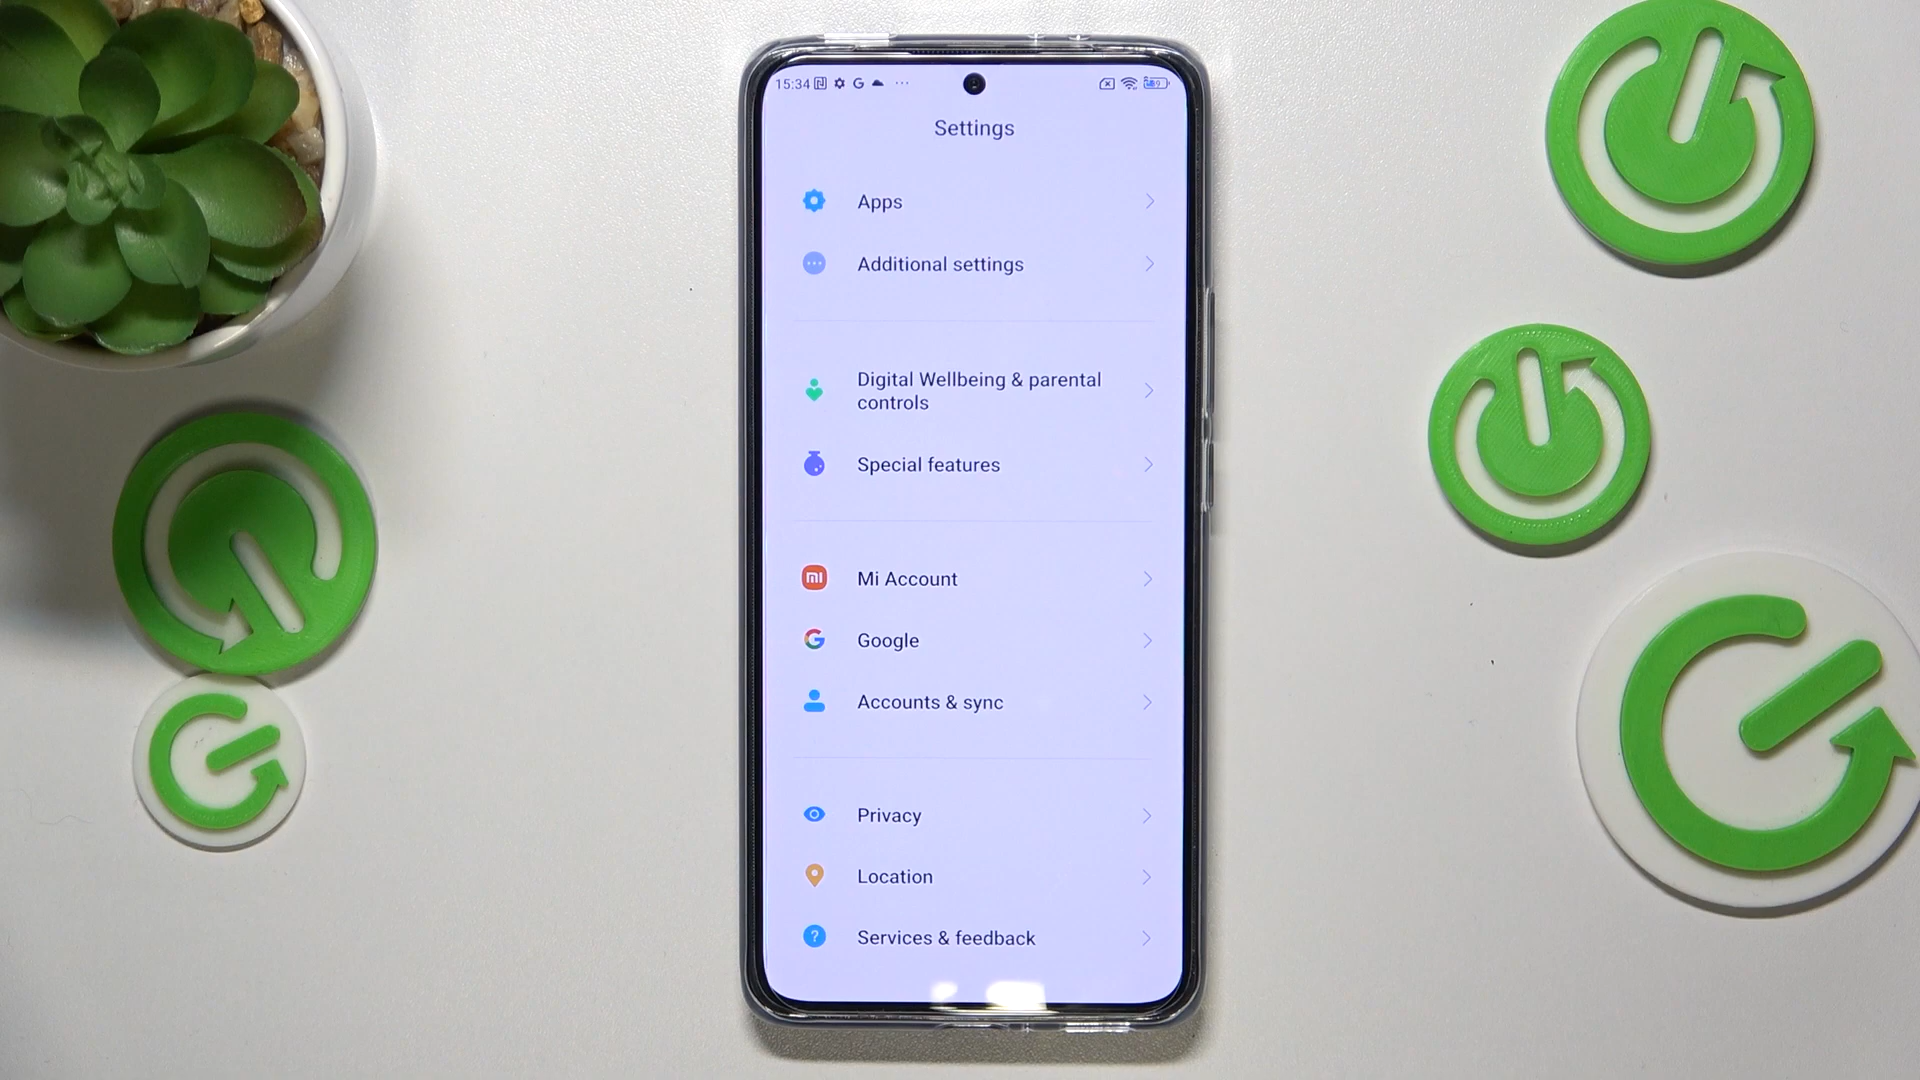 15:34
Settings
Apps
Additional settings
Digital Wellbeing & parental
controls
Special features
Mi Account
Google
Accounts & sync
Privacy
Location
Services & feedback